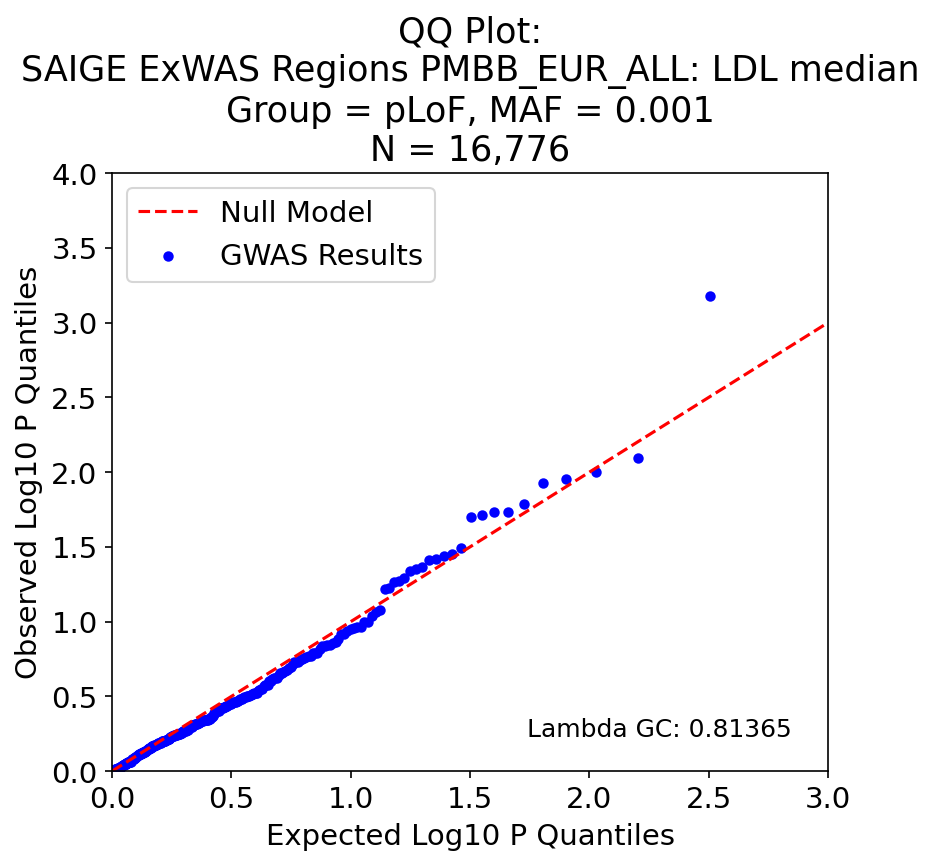 QQ Plot:
SAIGE ExWAS Regions PMBB_EUR_ALL: LDL median
Group = pLoF, MAF = 0.001
N = 16,776
4.0
3.5
3.0
2.5
2.0
1.5
1.0
0.5
0.0
Observed Log10 P Quantiles
Null Model
GWAS Results
Lambda GC: 0.81365
0.0 0.5 1.0 1.5 2.0 2.5 3.0
Expected Log10 P Quantiles